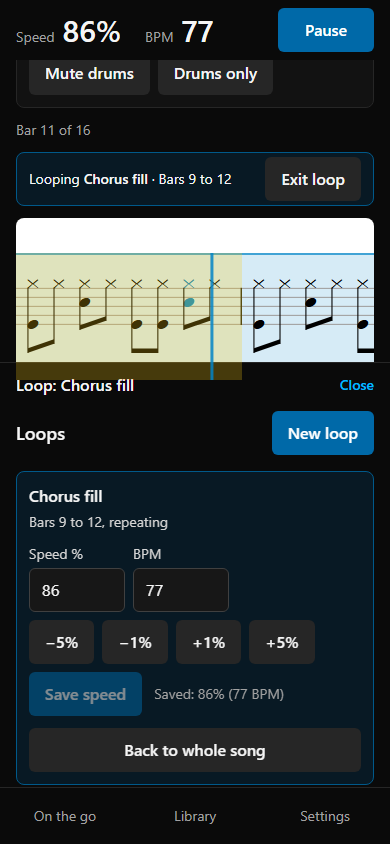 Speed 86% BPM 77 Pause
Mute drums Drums only
Bar 11 of 16
Looping Chorus fill · Bars 9 to 12 Exit loop
Loop: Chorus fill Close
Loops New loop
Chorus fill
Bars 9 to 12, repeating
Speed % BPM
86 77
−5% −1% +1% +5%
Save speed Saved: 86% (77 BPM)
Back to whole song
On the go Library Settings